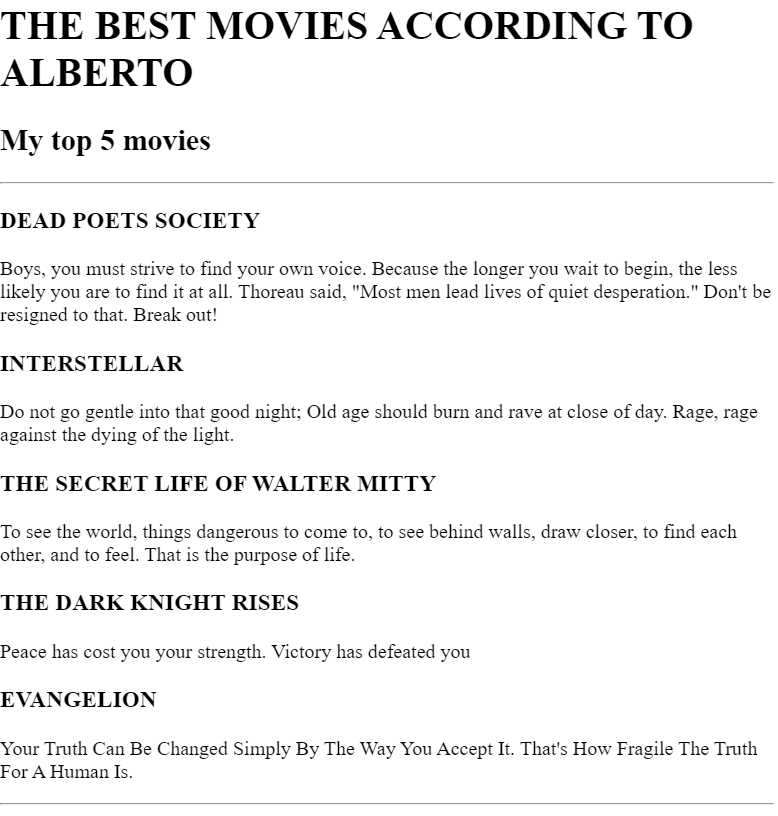 THE BEST MOVIES ACCORDING TO
ALBERTO
My top 5 movies
DEAD POETS SOCIETY
Boys, you must strive to find your own voice. Because the longer you wait to begin, the less
likely you are to find it at all. Thoreau said, "Most men lead lives of quiet desperation." Don't be
resigned to that. Break out!
INTERSTELLAR
Do not go gentle into that good night; Old age should burn and rave at close of day. Rage, rage
against the dying of the light.
THE SECRET LIFE OF WALTER MITTY
To see the world, things dangerous to come to, to see behind walls, draw closer, to find each
other, and to feel. That is the purpose of life.
THE DARK KNIGHT RISES
Peace has cost you your strength. Victory has defeated you
EVANGELION
Your Truth Can Be Changed Simply By The Way You Accept It. That's How Fragile The Truth
For A Human Is.